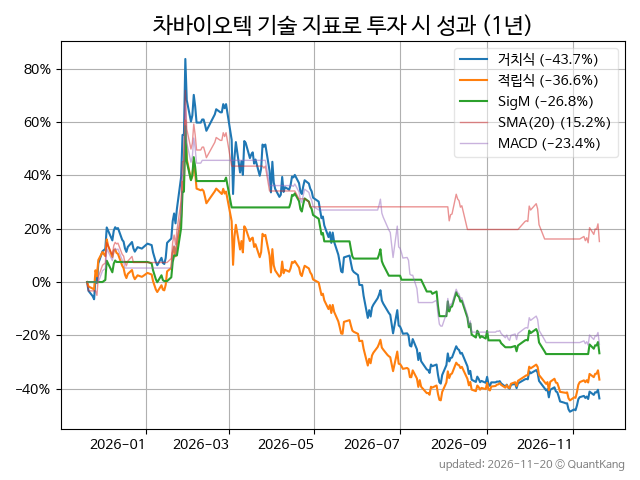 차바이오텍 기술 지표로 투자 시 성과 (1년)
거치식 (-43.7%)
적립식 (-36.6%)
SigM (-26.8%)
SMA(20) (15.2%)
MACD (-23.4%)
80%
60%
40%
20%
0%
-20%
-40%
2026-01 2026-03 2026-05 2026-07 2026-09 2026-11
updated: 2026-11-20 © QuantKang